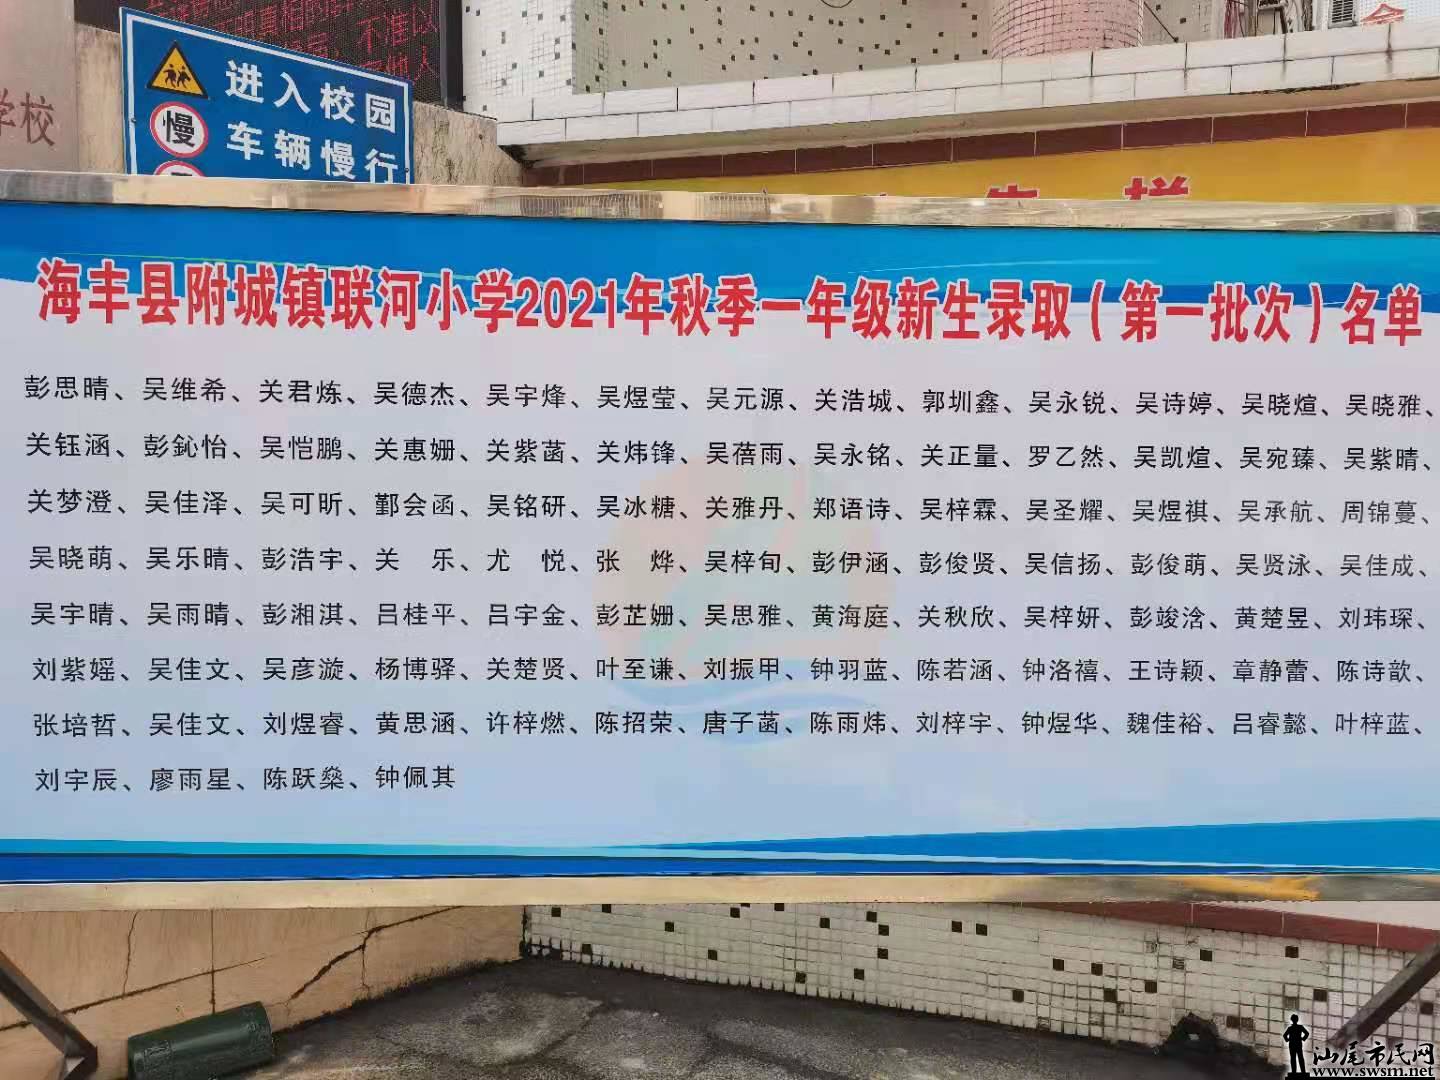 进入校园
慢
车辆慢行
学校
海丰县附城镇联河小学2021年秋季一年级新生录取（第一批次）名单
彭思晴、吴维希、关君炼、吴德杰、吴宇烽、吴煜莹、吴元源、关浩城、郭圳鑫、吴永锐、吴诗婷、吴晓煊、吴晓雅、
关钰涵、彭鈊怡、吴恺鹏、关惠姗、关紫菡、关炜锋、吴蓓雨、吴永铭、关正量、罗乙然、吴凯煊、吴宛臻、吴紫晴、
关梦澄、吴佳泽、吴可昕、鄞会函、吴铭研、吴冰糖、关雅丹、郑语诗、吴梓霖、吴圣耀、吴煜祺、吴承航、周锦蔓、
吴晓萌、吴乐晴、彭浩宇、关　乐、尤　悦、张　烨、吴梓旬、彭伊涵、彭俊贤、吴信扬、彭俊萌、吴贤泳、吴佳成、
吴宇晴、吴雨晴、彭湘淇、吕桂平、吕宇金、彭芷姗、吴思雅、黄海庭、关秋欣、吴梓妍、彭竣浛、黄楚昱、刘玮琛、
刘紫媱、吴佳文、吴彦漩、杨博驿、关楚贤、叶至谦、刘振甲、钟羽蓝、陈若涵、钟洛禧、王诗颖、章静蕾、陈诗歆、
张培哲、吴佳文、刘煜睿、黄思涵、许梓燃、陈招荣、唐子菡、陈雨炜、刘梓宇、钟煜华、魏佳裕、吕睿懿、叶梓蓝、
刘宇辰、廖雨星、陈跃燊、钟佩其
汕尾市民网
www.swsm.net